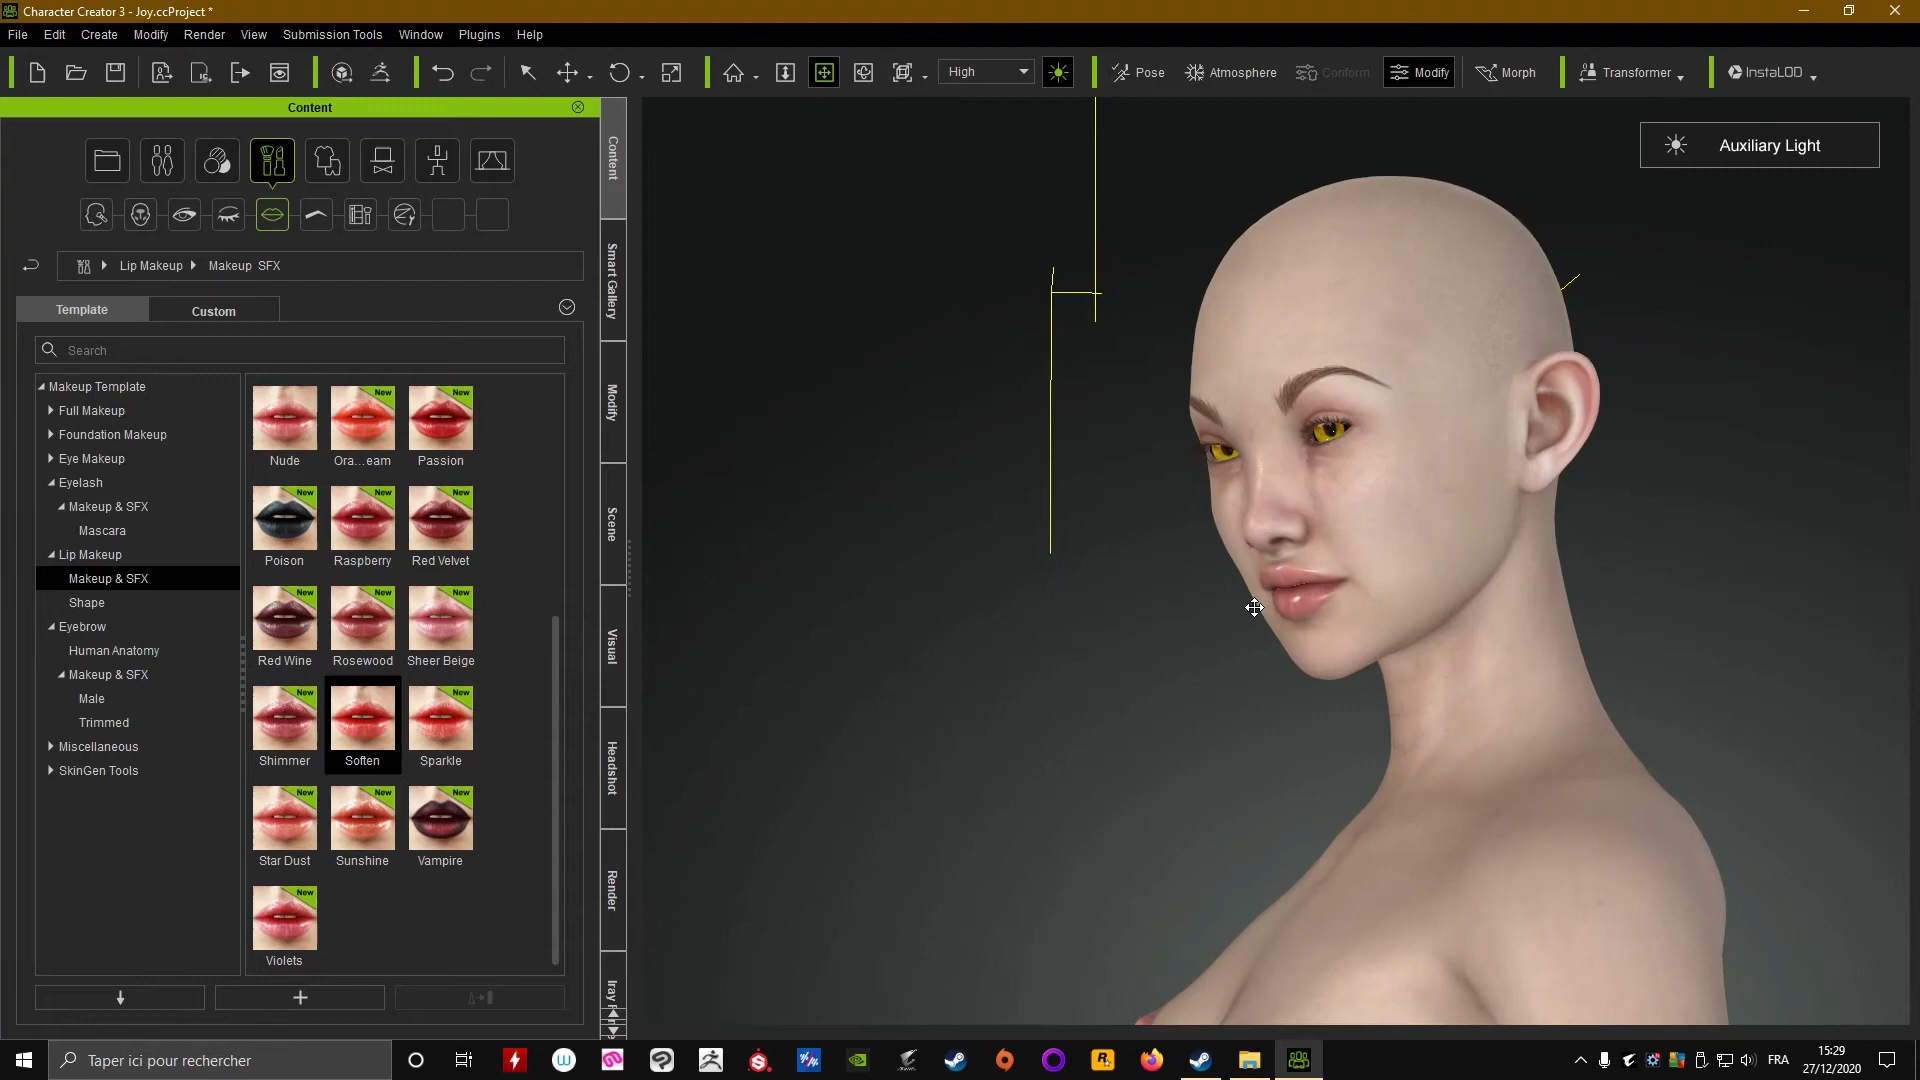 Character Creator 3 - Joy.ccProject *
File Edit Create Modify Render View Submission Tools Window Plugins Help
High Pose Atmosphere Conform Modify Morph Transformer InstaLOD
Content
Auxiliary Light
Content
Smart Gallery
Modify
Scene
Visual
Headshot
Render
Lip Makeup Makeup SFX
Template Custom
Search
Makeup Template
Full Makeup
Foundation Makeup
Eye Makeup
Eyelash
Makeup & SFX
Mascara
Lip Makeup
Makeup & SFX
Shape
Eyebrow
Human Anatomy
Makeup & SFX
Male
Trimmed
Miscellaneous
SkinGen Tools
New New
Nude Ora...eam Passion
New New New
Poison Raspberry Red Velvet
New New New
Red Wine Rosewood Sheer Beige
New New
Shimmer Soften Sparkle
New New New
Star Dust Sunshine Vampire
New
Violets
Taper ici pour rechercher
FRA
15:29
27/12/2020